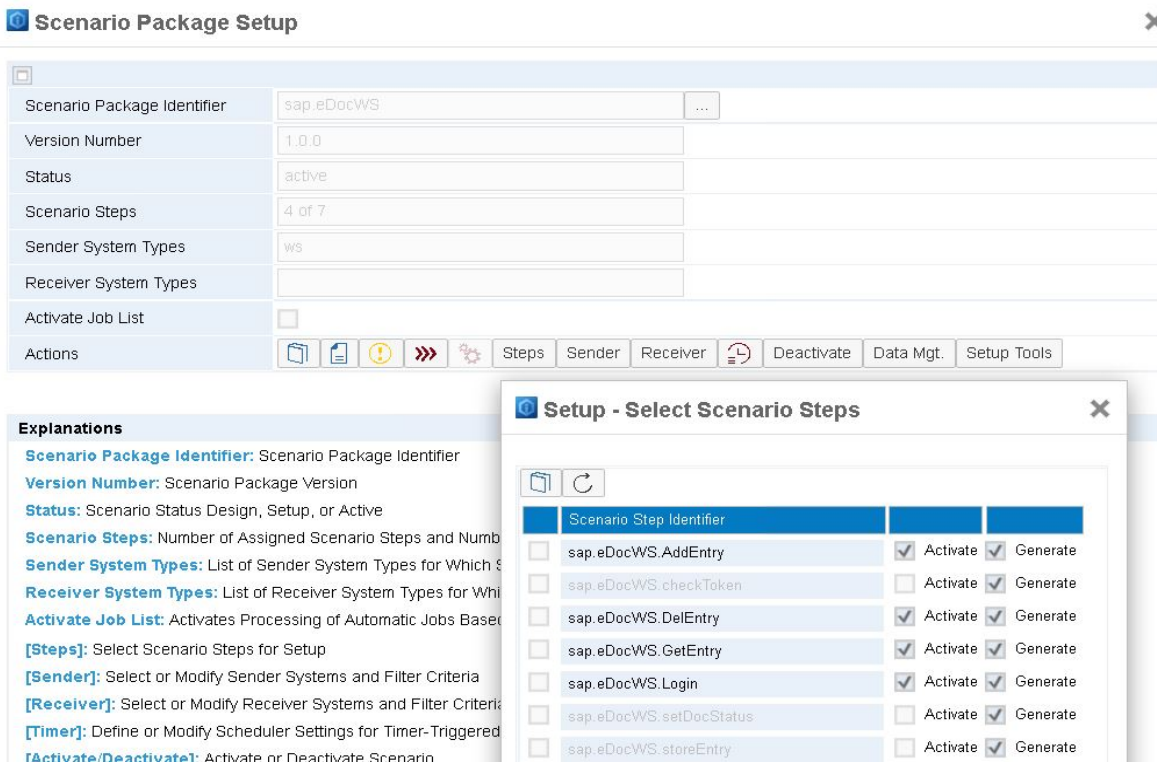 Scenario Package Setup
Scenario Package Identifier sap.eDocWS ...
Version Number 1.0.0
Status active
Scenario Steps 4 of 7
Sender System Types ws
Receiver System Types
Activate Job List
Actions Steps Sender Receiver Deactivate Data Mgt. Setup Tools
Explanations
Scenario Package Identifier: Scenario Package Identifier
Version Number: Scenario Package Version
Status: Scenario Status Design, Setup, or Active
Scenario Steps: Number of Assigned Scenario Steps and Numb
Sender System Types: List of Sender System Types for Which
Receiver System Types: List of Receiver System Types for Whi
Activate Job List: Activates Processing of Automatic Jobs Base
[Steps]: Select Scenario Steps for Setup
[Sender]: Select or Modify Sender Systems and Filter Criteria
[Receiver]: Select or Modify Receiver Systems and Filter Criteria
[Timer]: Define or Modify Scheduler Settings for Timer-Triggered
[Activate/Deactivate]: Activate or Deactivate Scenario
Setup - Select Scenario Steps
Scenario Step Identifier
sap.eDocWS.AddEntry Activate Generate
sap.eDocWS.checkToken Activate Generate
sap.eDocWS.DelEntry Activate Generate
sap.eDocWS.GetEntry Activate Generate
sap.eDocWS.Login Activate Generate
sap.eDocWS.setDocStatus Activate Generate
sap.eDocWS.storeEntry Activate Generate